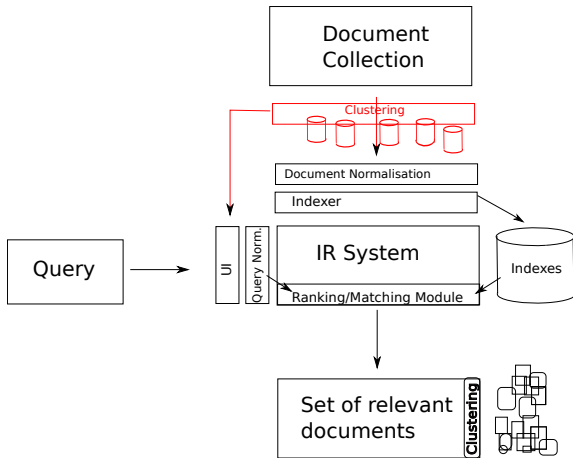 Document
Collection
Clustering
Document Normalisation
Indexer
Query
UI
Query Norm.
IR System
Ranking/Matching Module
Indexes
Set of relevant
documents
Clustering